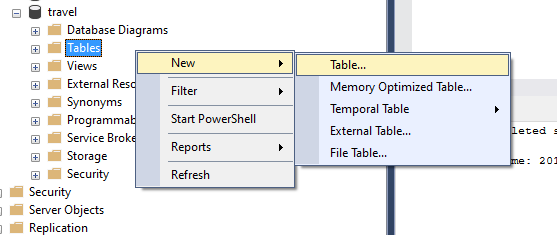 travel
Database Diagrams
Tables
Views
External Reso
Synonyms
Programmab
Service Broke
Storage
Security
Security
Server Objects
Replication
New
Filter
Start PowerShell
Reports
Refresh
Table...
Memory Optimized Table...
Temporal Table
External Table...
File Table...
leted s
me: 201